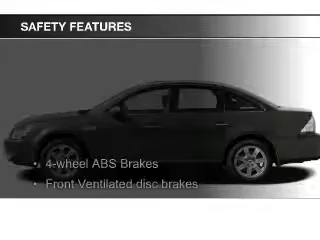 SAFETY FEATURES
• 4-wheel ABS Brakes
• Front Ventilated disc brakes